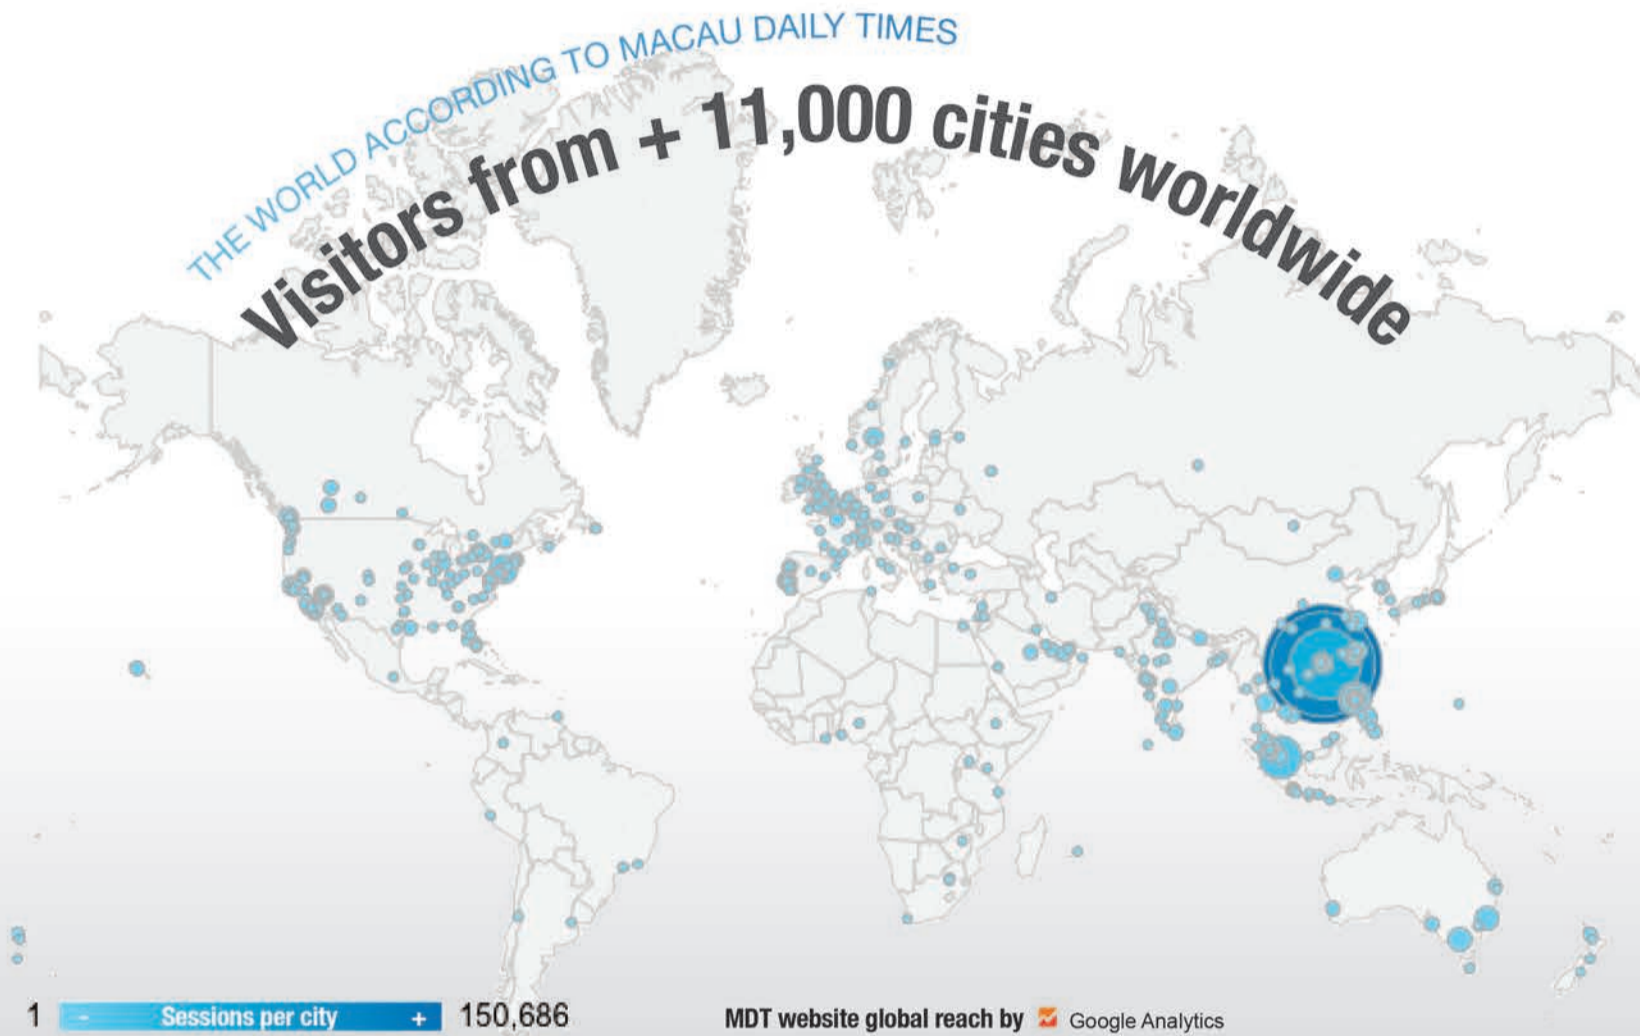 THE WORLD ACCORDING TO MACAU DAILY TIMES
Visitors from + 11,000 cities worldwide
1 - Sessions per city + 150,686
MDT website global reach by Google Analytics